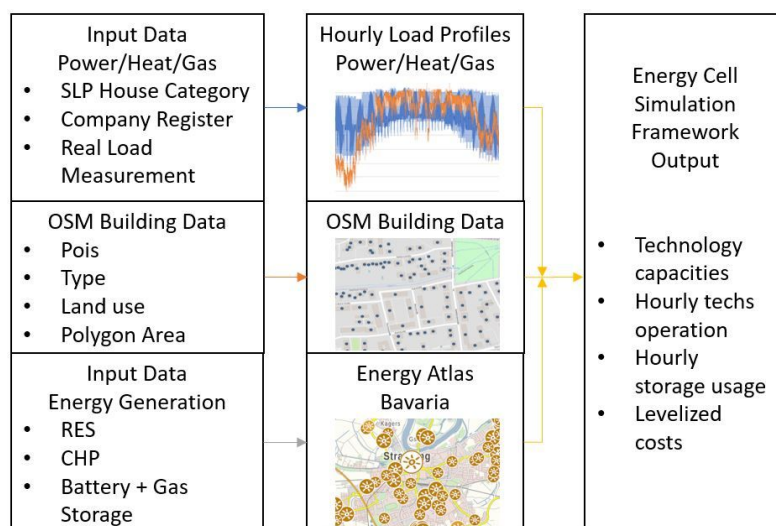 Input Data
Power/Heat/Gas
• SLP House Category
• Company Register
• Real Load
Measurement
Hourly Load Profiles
Power/Heat/Gas
OSM Building Data
• Pois
• Type
• Land use
• Polygon Area
OSM Building Data
Input Data
Energy Generation
• RES
• CHP
• Battery + Gas
Storage
Energy Atlas
Bavaria
Kagers
Energy Cell
Simulation
Framework
Output
• Technology
capacities
• Hourly techs
operation
• Hourly
storage usage
• Levelized
costs